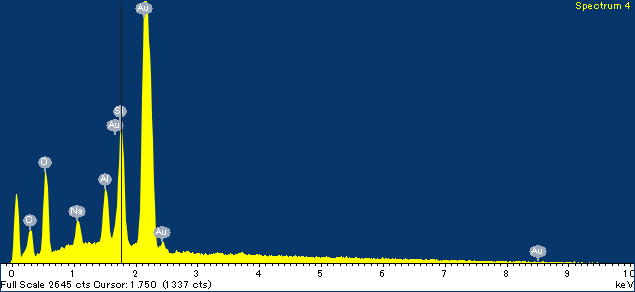 Spectrum 4
Au
Si
Au
O
Al
Na
C
Au
Au
0 1 2 3 4 5 6 7 8 9 10
Full Scale 2645 cts Cursor: 1.750 (1337 cts) keV